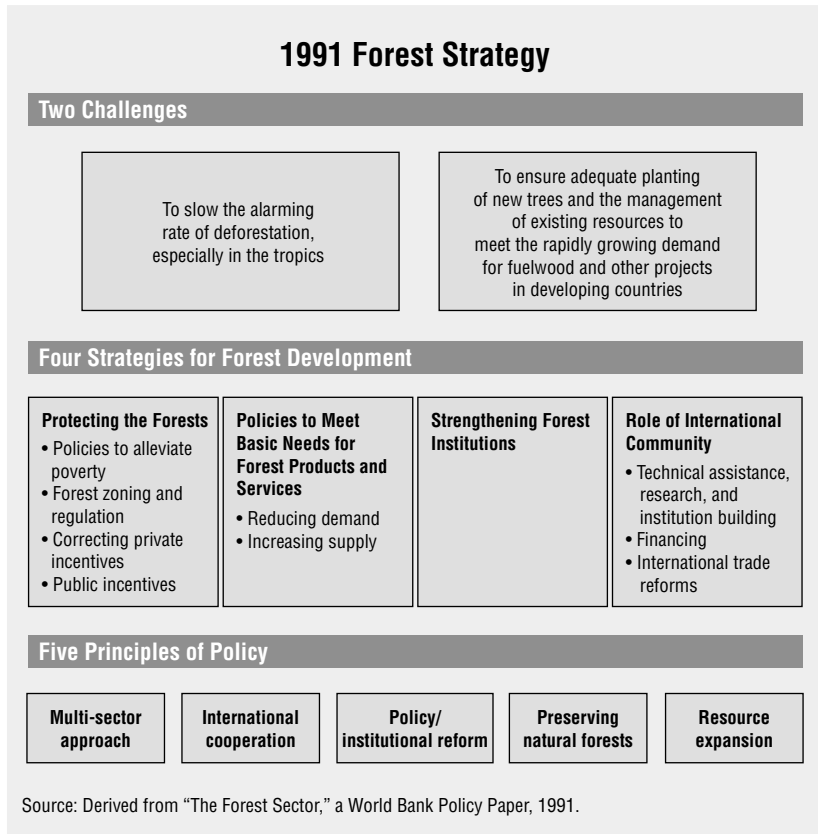 1991 Forest Strategy
Two Challenges
To slow the alarming
rate of deforestation,
especially in the tropics
To ensure adequate planting
of new trees and the management
of existing resources to
meet the rapidly growing demand
for fuelwood and other projects
in developing countries
Four Strategies for Forest Development
Protecting the Forests
• Policies to alleviate
poverty
• Forest zoning and
regulation
• Correcting private
incentives
• Public incentives
Policies to Meet
Basic Needs for
Forest Products and
Services
• Reducing demand
• Increasing supply
Strengthening Forest
Institutions
Role of International
Community
• Technical assistance,
research, and
institution building
• Financing
• International trade
reforms
Five Principles of Policy
Multi-sector
approach
International
cooperation
Policy/
institutional reform
Preserving
natural forests
Resource
expansion
Source: Derived from “The Forest Sector,” a World Bank Policy Paper, 1991.